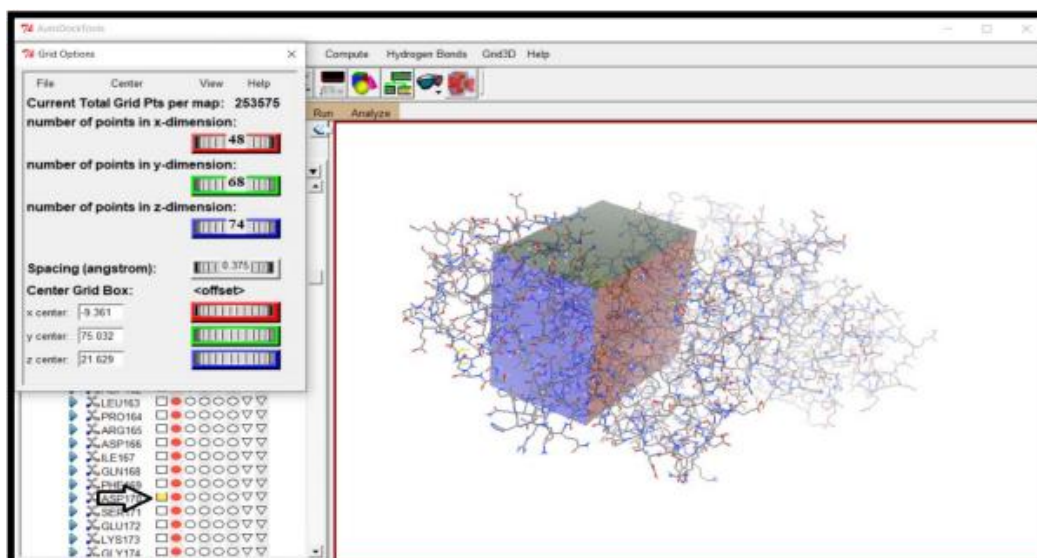 AutoDockTools
Grid Options
Compute Hydrogen Bonds Grid3D Help
File Center View Help
Current Total Grid Pts per map: 253575
number of points in x-dimension:
48
number of points in y-dimension:
68
number of points in z-dimension:
74
Spacing (angstrom): 0.375
Center Grid Box: <offset>
x center: -9.361
y center: 75.032
z center: 21.629
Run Analyze
LEU163
PRO164
ARG165
ASP166
ILE167
GLN168
PHE169
ASP170
SER171
GLU172
LYS173
GLY174